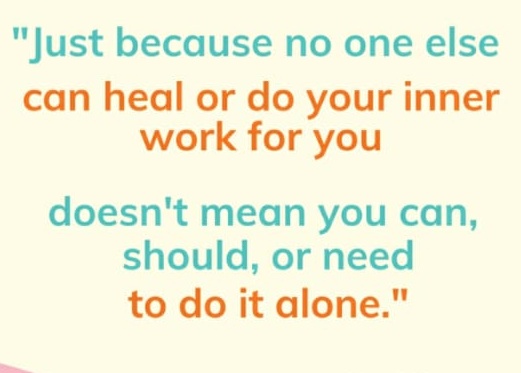 "Just because no one else
can heal or do your inner
work for you
doesn't mean you can,
should, or need
to do it alone."